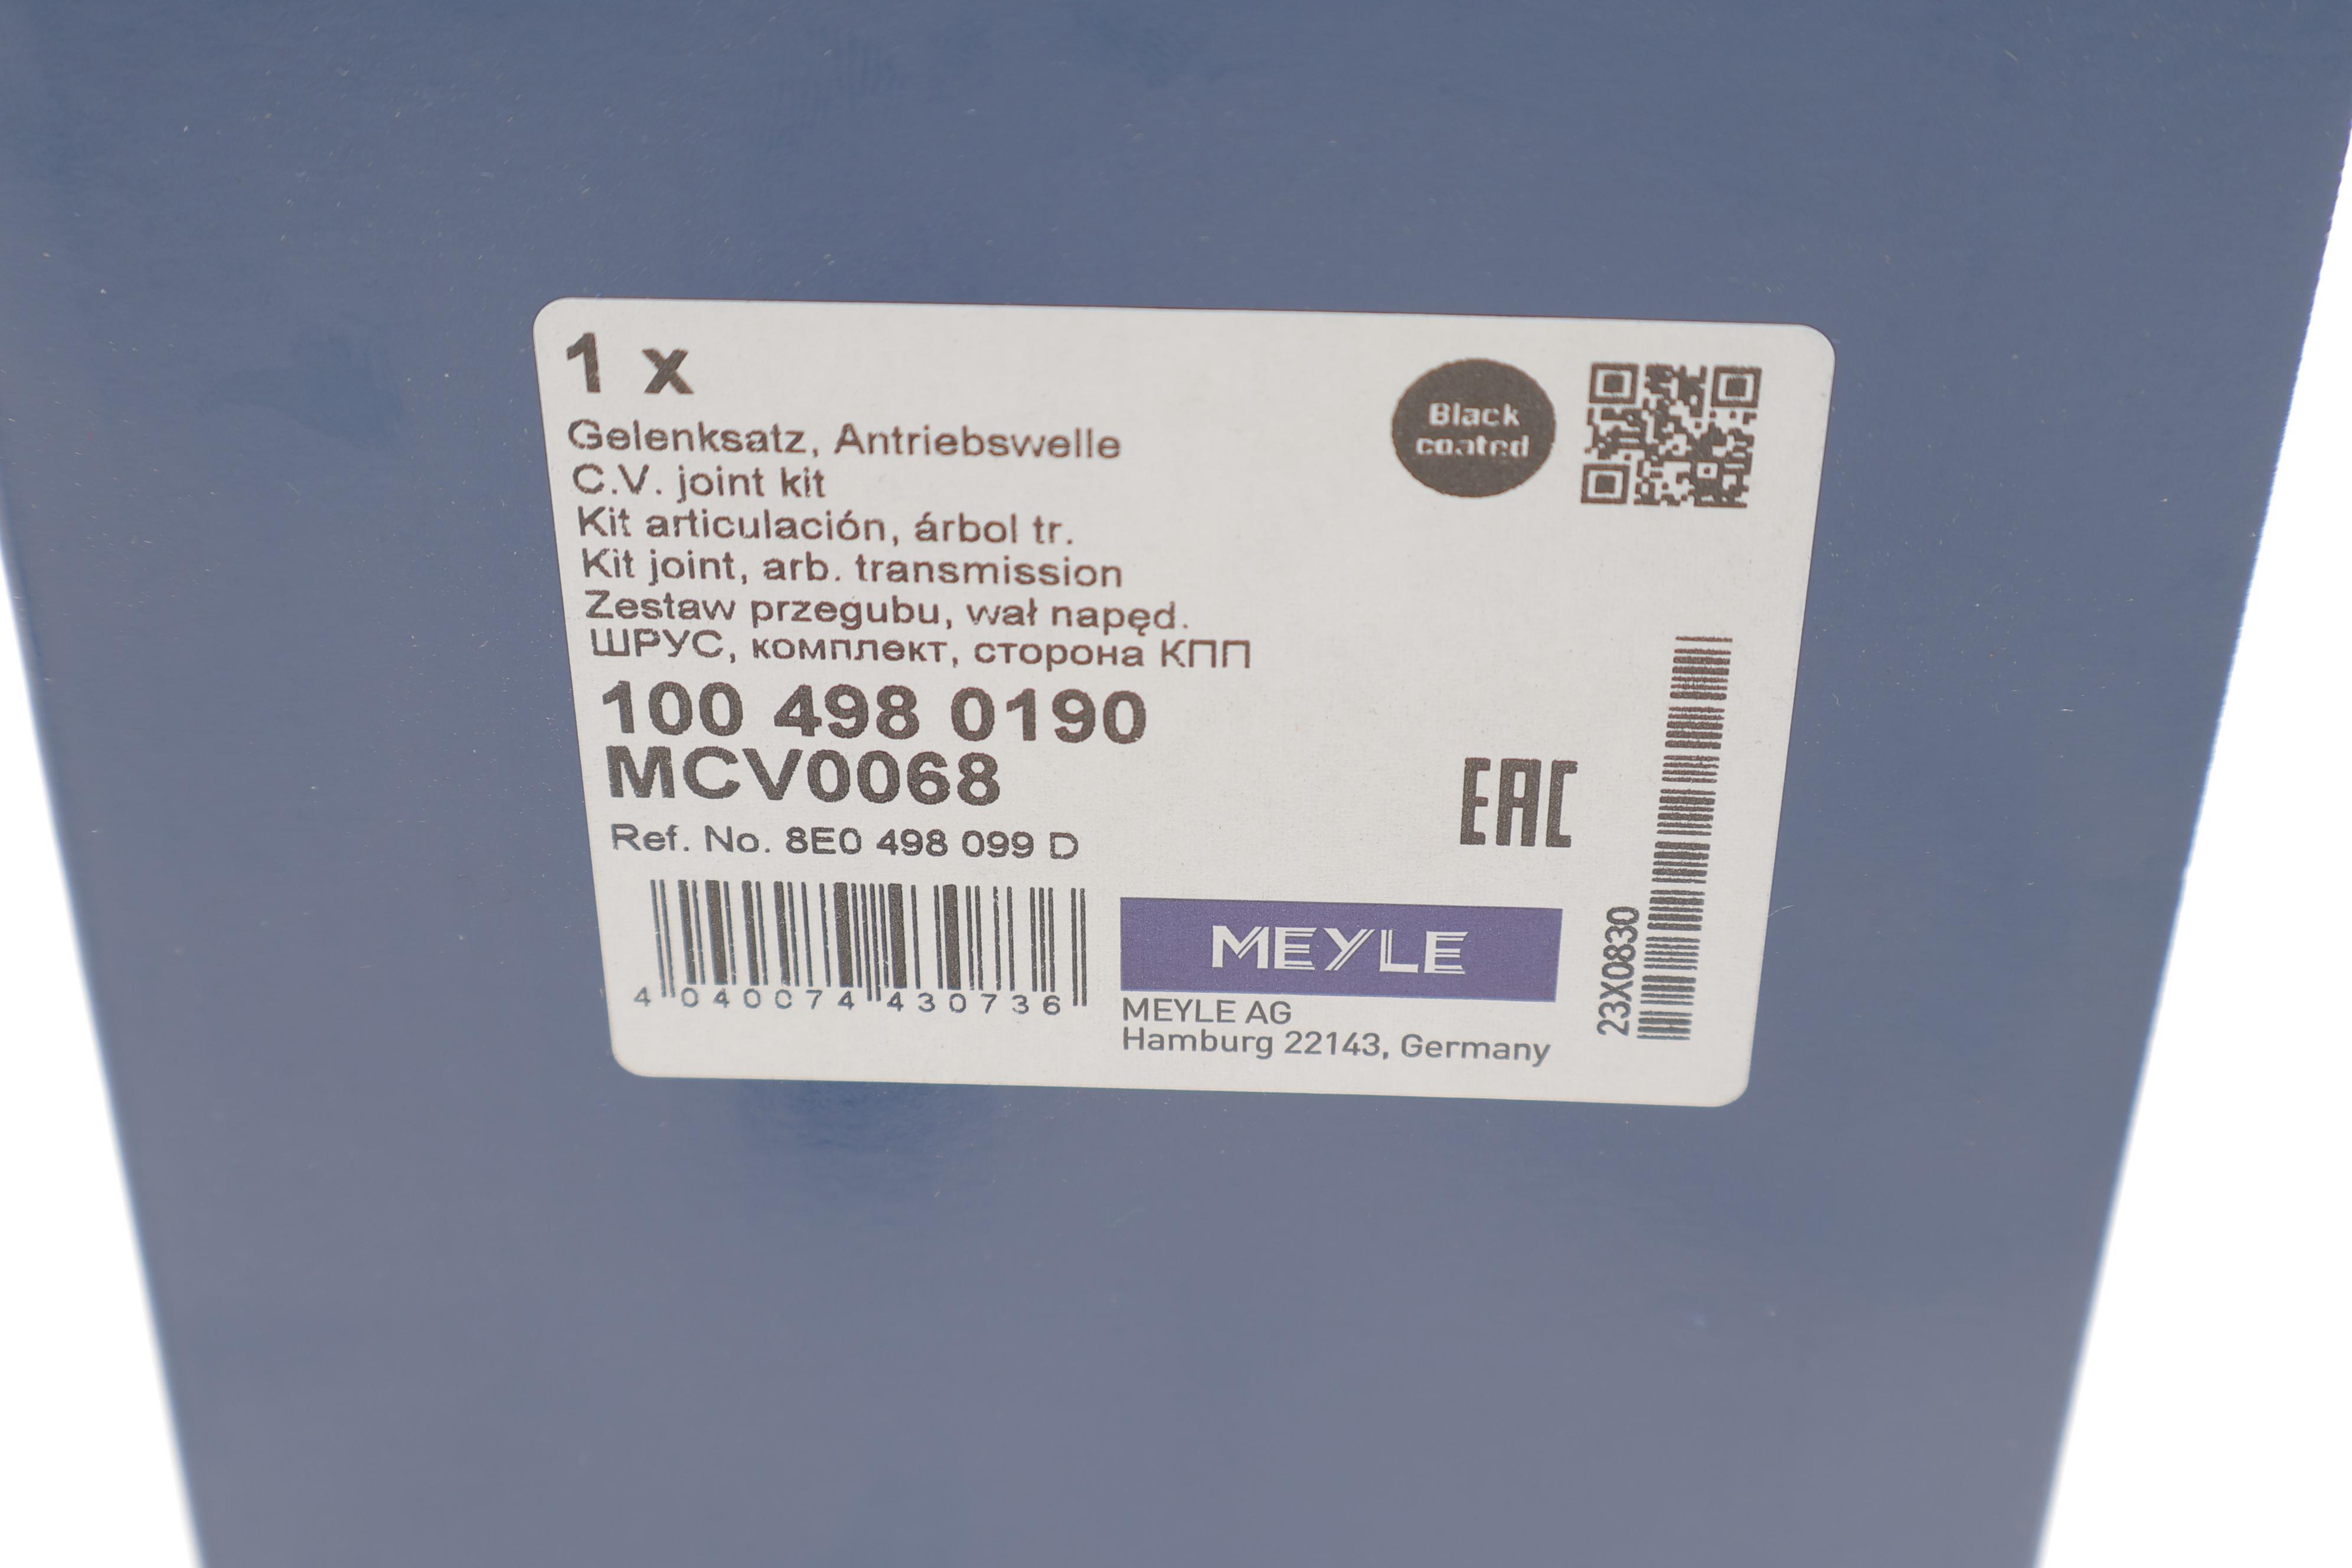 1 x
Gelenksatz, Antriebswelle
C.V. joint kit
Kit articulación, árbol tr.
Kit joint, arb. transmission
Zestaw przegubu, wał napęd.
ШРУС, комплект, сторона КПП
100 498 0190
MCV0068
Ref. No. 8E0 498 099 D
4 040074 430736
Black
coated
EAC
MEYLE
MEYLE AG
Hamburg 22143, Germany
23X0830